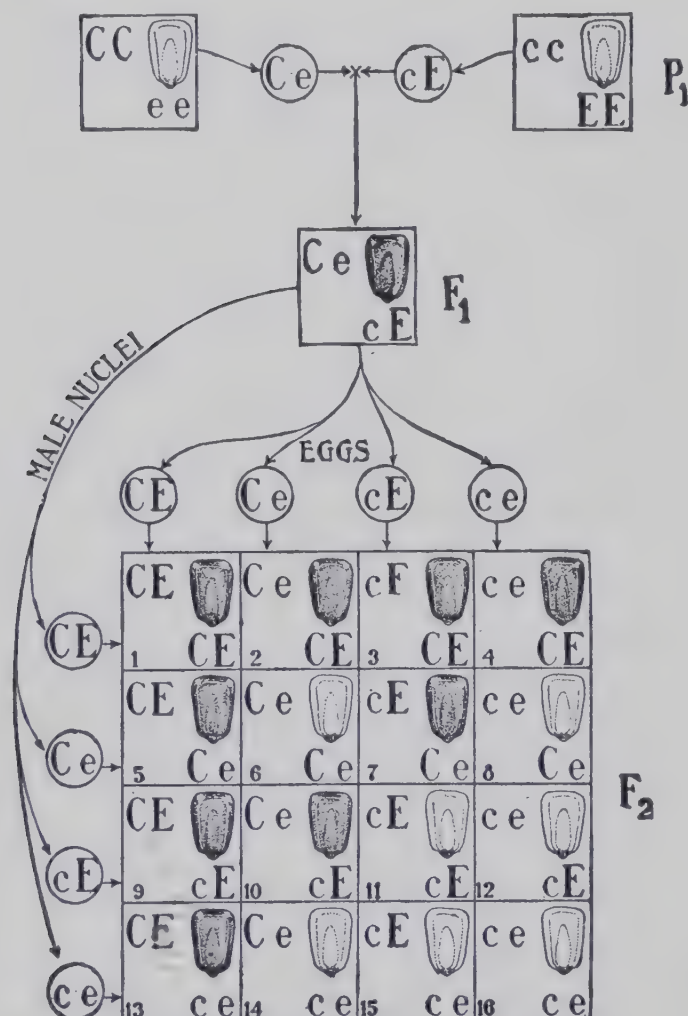 CC
ee
Ce
cE
cc
EE
P1
Ce
cE
F1
MALE NUCLEI
EGGS
CE Ce cE ce
CE Ce cF ce
CE
1 CE 2 CE 3 CE 4 CE
CE Ce cE ce
Ce
5 Ce 6 Ce 7 Ce 8 Ce
F2
CE Ce cE ce
cE
9 cE 10 cE 11 cE 12 cE
CE Ce cE ce
ce
13 ce 14 ce 15 ce 16 ce